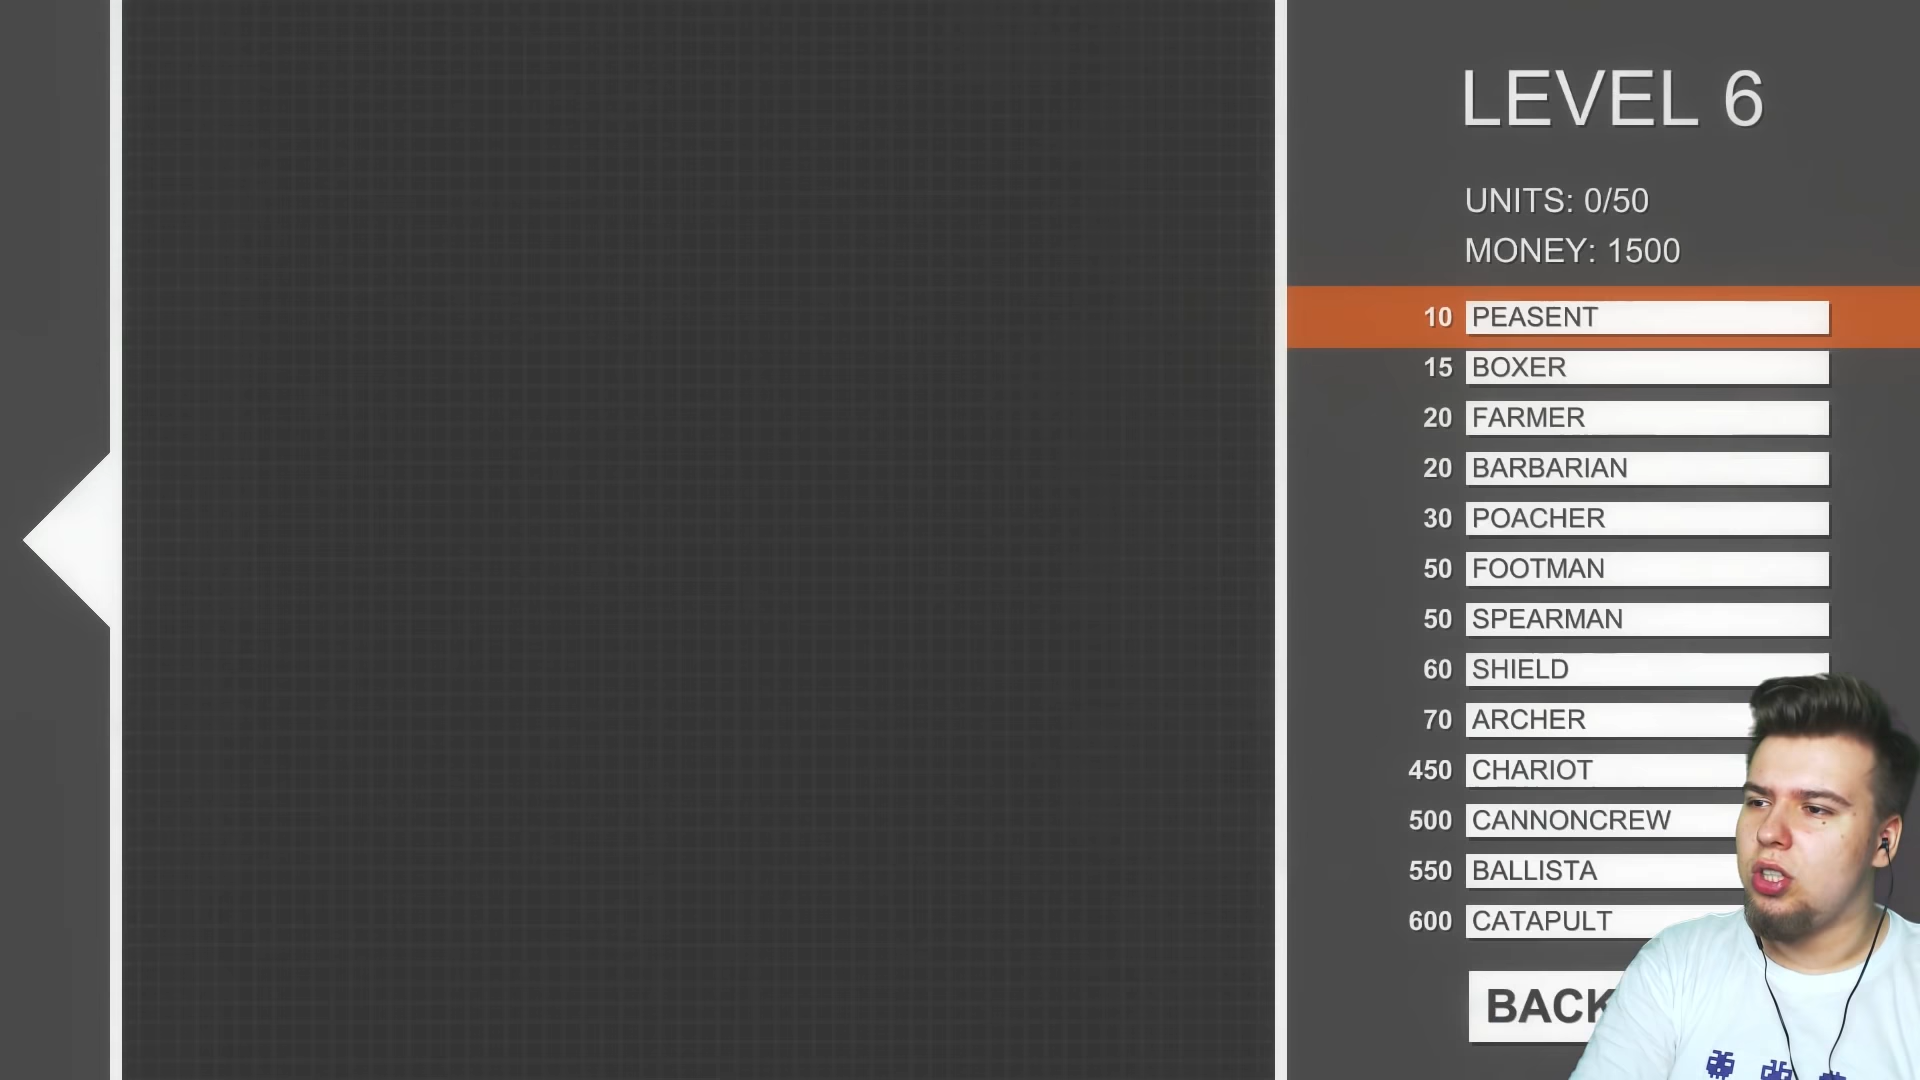 LEVEL 6
UNITS: 0/50
MONEY: 1500
10 PEASENT
15 BOXER
20 FARMER
20 BARBARIAN
30 POACHER
50 FOOTMAN
50 SPEARMAN
60 SHIELD
70 ARCHER
450 CHARIOT
500 CANNONCREW
550 BALLISTA
600 CATAPULT
BACK